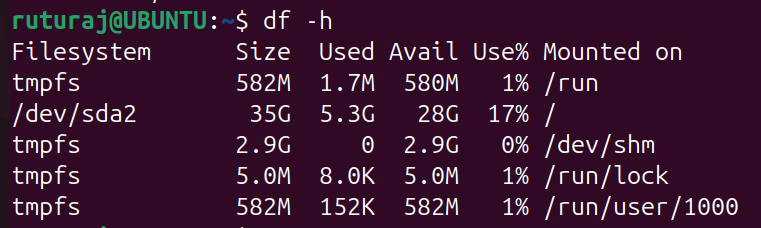 ruturaj@UBUNTU:~$ df -h
Filesystem      Size  Used Avail Use% Mounted on
tmpfs           582M  1.7M  580M   1% /run
/dev/sda2        35G  5.3G   28G  17% /
tmpfs           2.9G     0  2.9G   0% /dev/shm
tmpfs           5.0M  8.0K  5.0M   1% /run/lock
tmpfs           582M  152K  582M   1% /run/user/1000